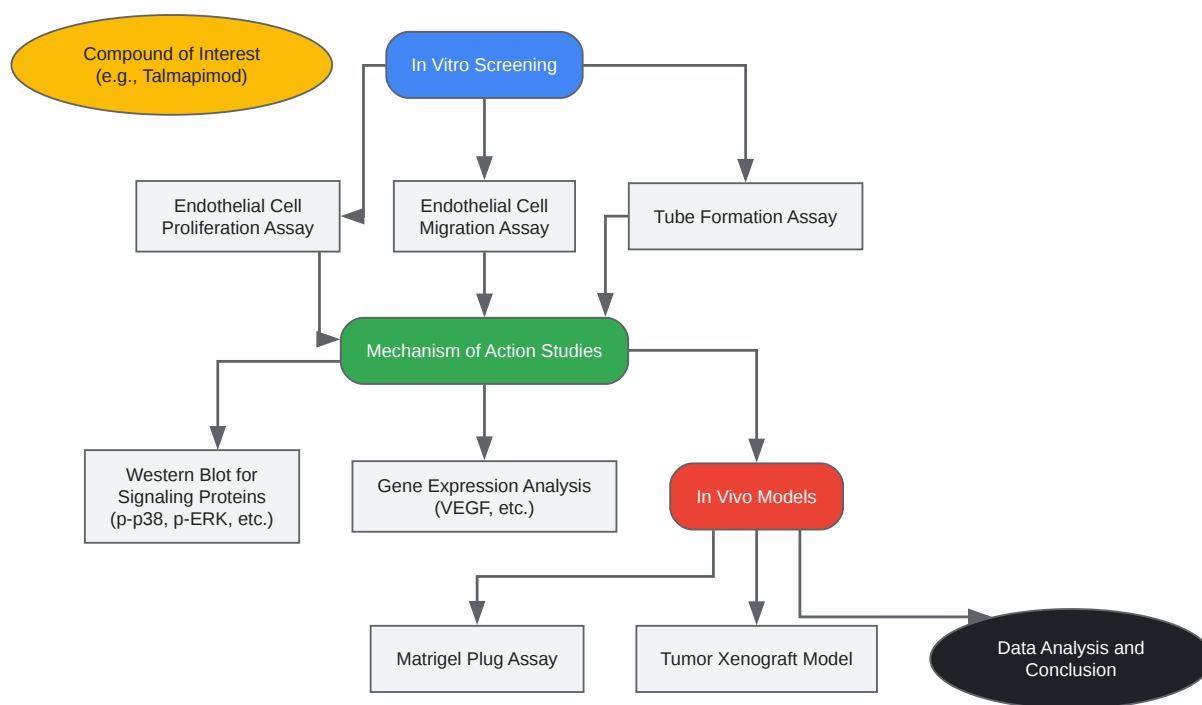 Compound of Interest
(e.g., Talmapimod)
In Vitro Screening
Endothelial Cell
Proliferation Assay
Endothelial Cell
Migration Assay
Tube Formation Assay
Mechanism of Action Studies
Western Blot for
Signaling Proteins
(p-p38, p-ERK, etc.)
Gene Expression Analysis
(VEGF, etc.)
In Vivo Models
Matrigel Plug Assay
Tumor Xenograft Model
Data Analysis and
Conclusion